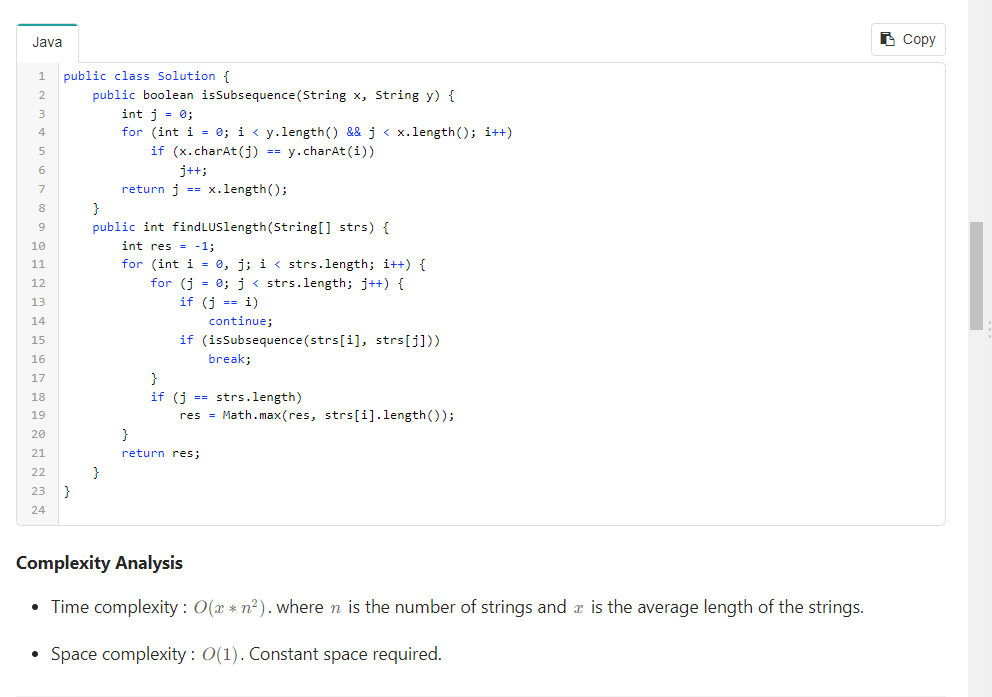 Java
Copy
1 public class Solution {
2     public boolean isSubsequence(String x, String y) {
3         int j = 0;
4         for (int i = 0; i < y.length() && j < x.length(); i++)
5             if (x.charAt(j) == y.charAt(i))
6                 j++;
7         return j == x.length();
8     }
9     public int findLUSlength(String[] strs) {
10         int res = -1;
11         for (int i = 0, j; i < strs.length; i++) {
12             for (j = 0; j < strs.length; j++) {
13                 if (j == i)
14                     continue;
15                 if (isSubsequence(strs[i], strs[j]))
16                     break;
17             }
18             if (j == strs.length)
19                 res = Math.max(res, strs[i].length());
20         }
21         return res;
22     }
23 }
24
Complexity Analysis
• Time complexity : O(x ∗ n²). where n is the number of strings and x is the average length of the strings.
• Space complexity : O(1). Constant space required.